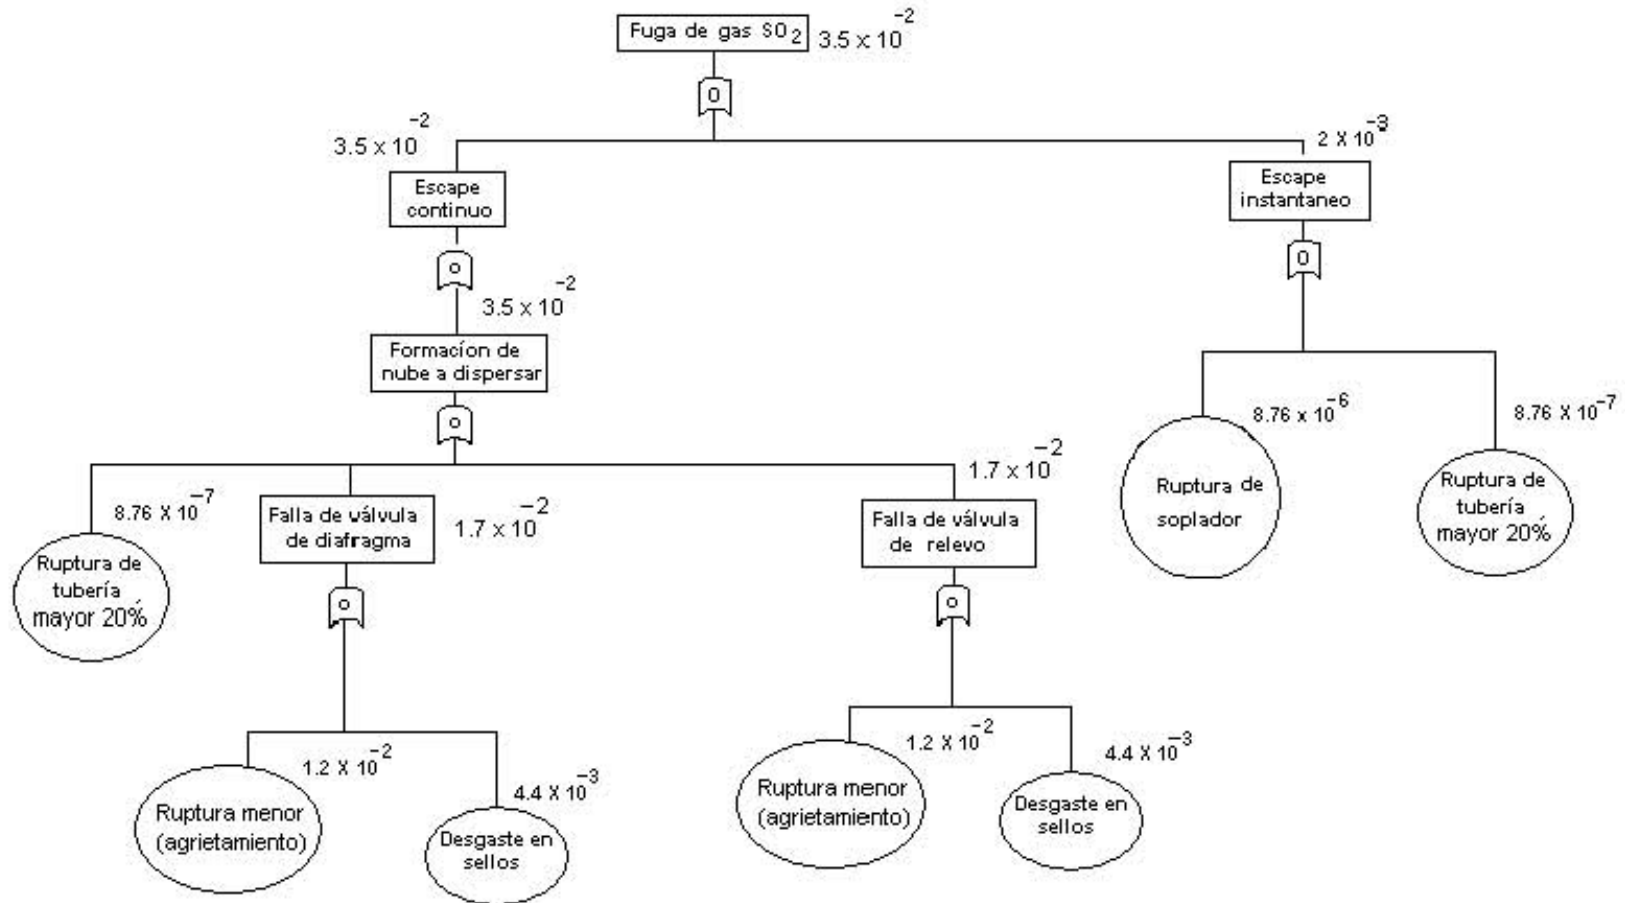 Fuga de gas SO2 3.5 x 10-2
O
3.5 x 10-2
2 X 10-3
Escape
continuo
Escape
instantaneo
o
O
3.5 x 10-2
Formacíon de
nube a dispersar
o
8.76 x 10-6
8.76 X 10-7
Ruptura de
soplador
Ruptura de
tubería
mayor 20%
8.76 X 10-7
1.7 x 10-2
1.7 x 10-2
Ruptura de
tubería
mayor 20%
Falla de válvula
de diafragma
Falla de válvula
de relevo
o
o
1.2 X 10-2
4.4 X 10-3
Ruptura menor
(agrietamiento)
Desgaste en
sellos
1.2 X 10-2
4.4 X 10-3
Ruptura menor
(agrietamiento)
Desgaste en
sellos